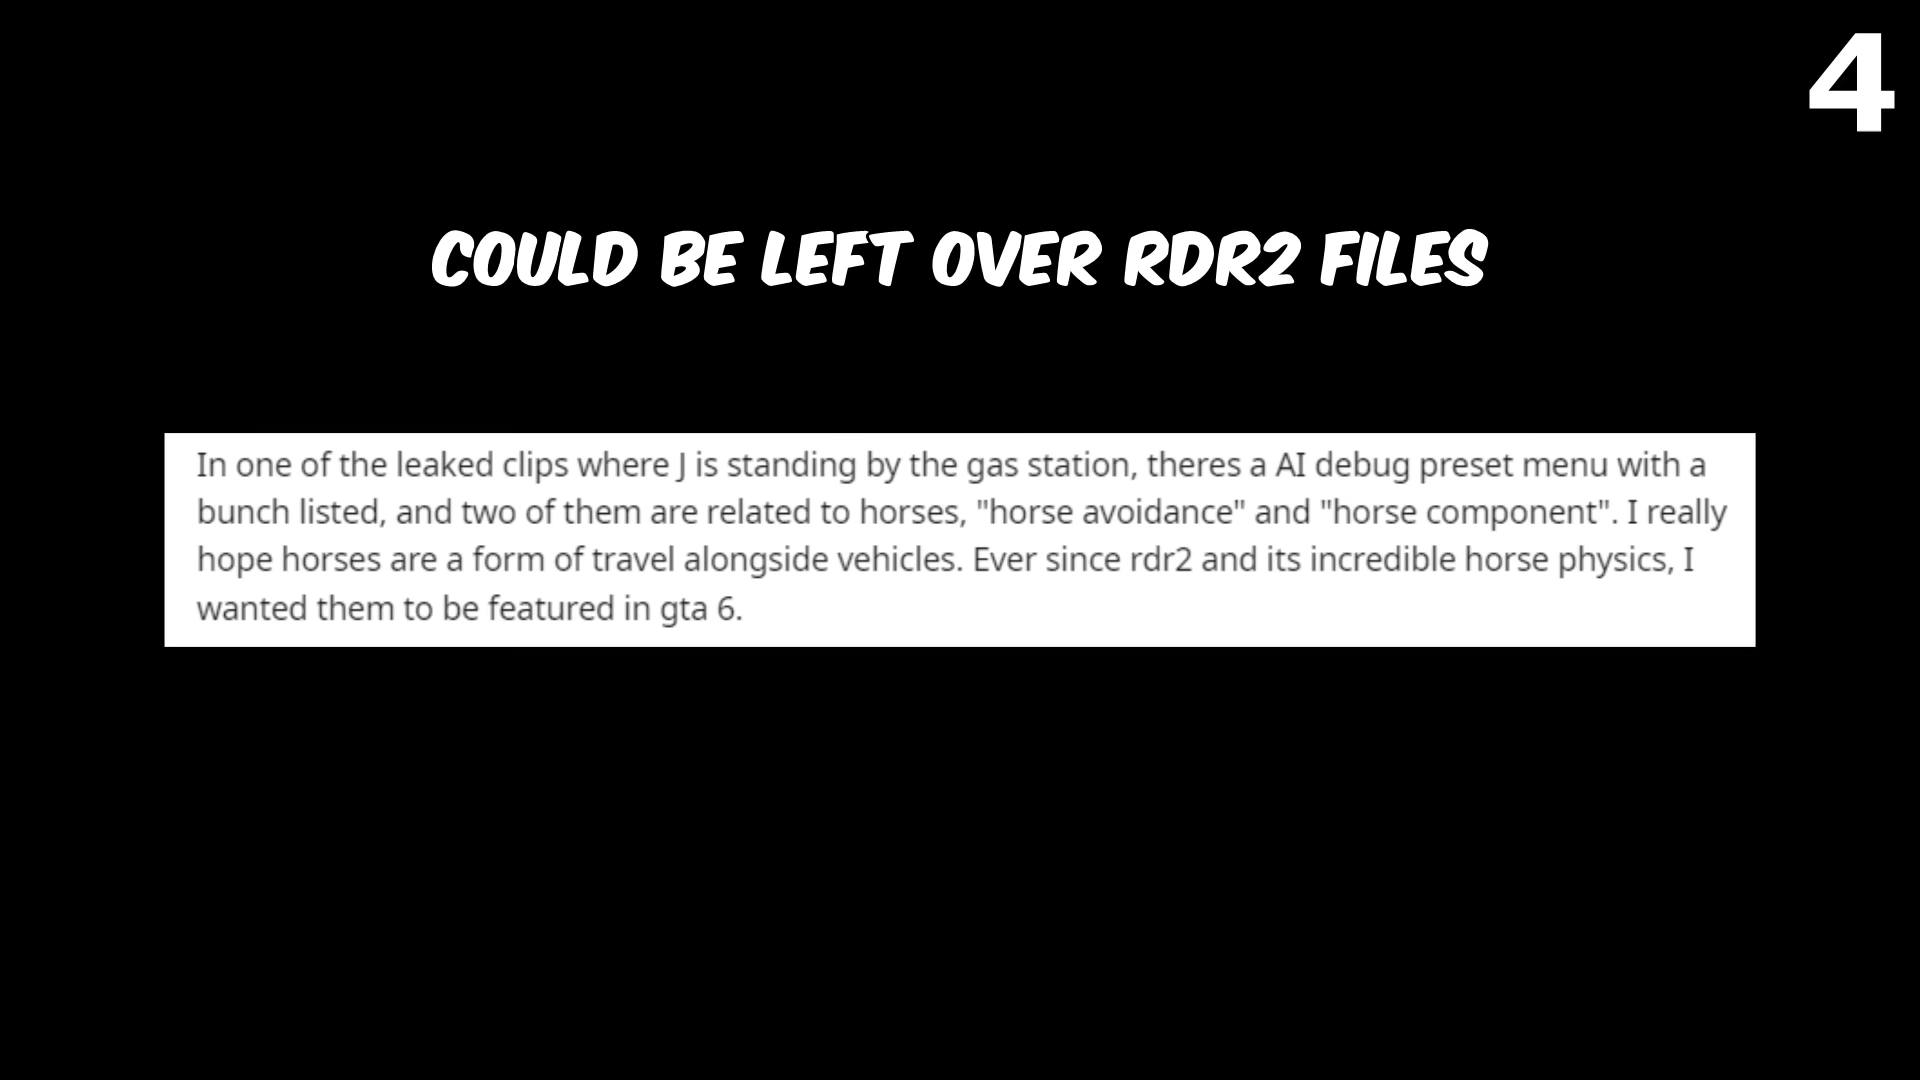 4
COULD BE LEFT OVER RDR2 FILES
In one of the leaked clips where J is standing by the gas station, theres a AI debug preset menu with a
bunch listed, and two of them are related to horses, "horse avoidance" and "horse component". I really
hope horses are a form of travel alongside vehicles. Ever since rdr2 and its incredible horse physics, I
wanted them to be featured in gta 6.